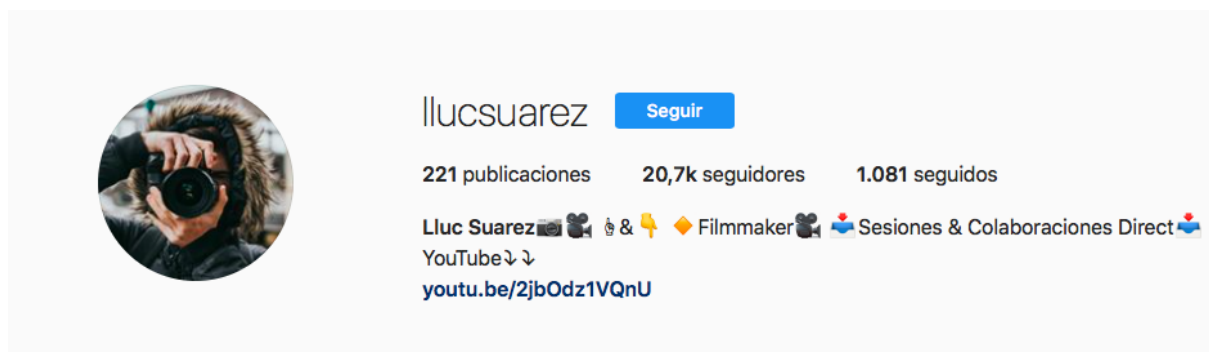 llucsuarez Seguir
221 publicaciones 20,7k seguidores 1.081 seguidos
Lluc Suarez📷🎥 ☝&👇 🔸Filmmaker🎥 📥Sesiones & Colaboraciones Direct📥
YouTube⤵⤵
youtu.be/2jbOdz1VQnU